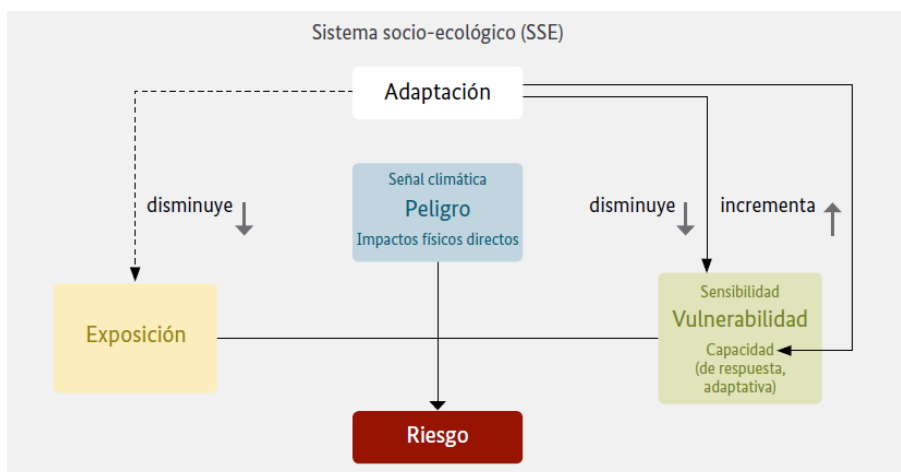 Sistema socio-ecológico (SSE)
Adaptación
disminuye
Señal climática
Peligro
Impactos físicos directos
disminuye
incrementa
Exposición
Sensibilidad
Vulnerabilidad
Capacidad
(de respuesta,
adaptativa)
Riesgo